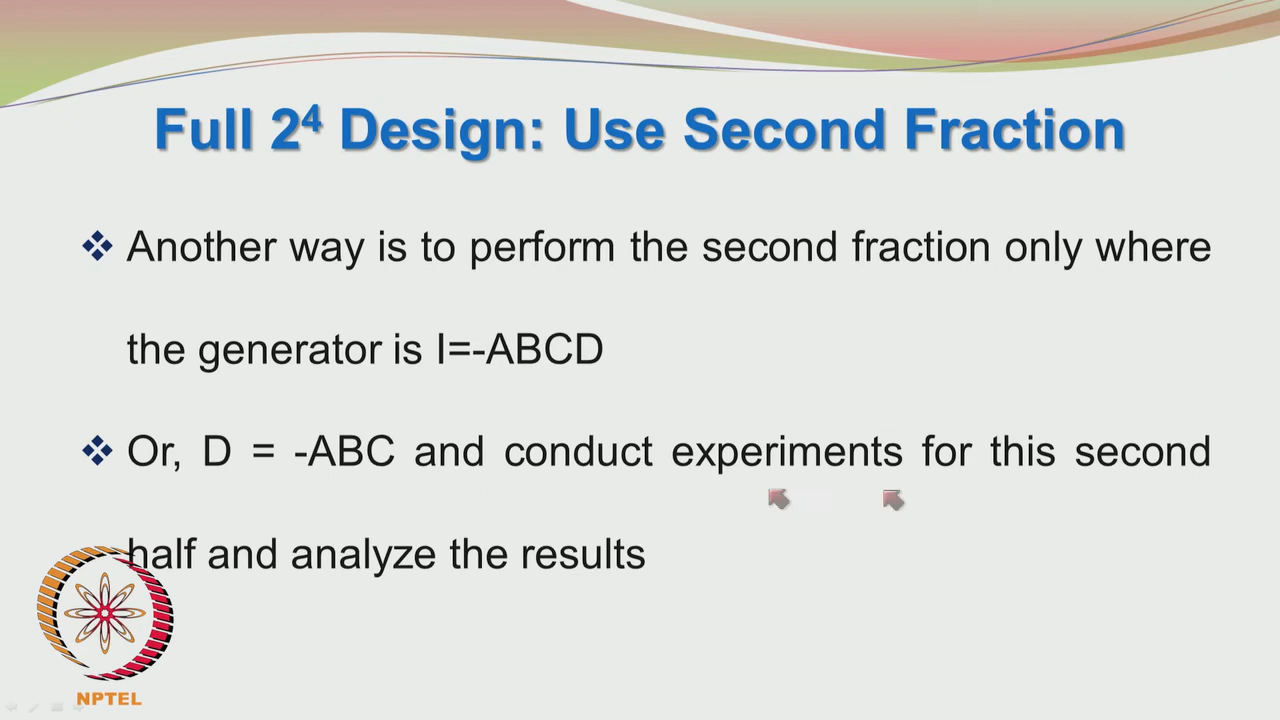 Full 2⁴ Design: Use Second Fraction
❖ Another way is to perform the second fraction only where
the generator is I=-ABCD
❖ Or, D = -ABC and conduct experiments for this second
half and analyze the results
NPTEL